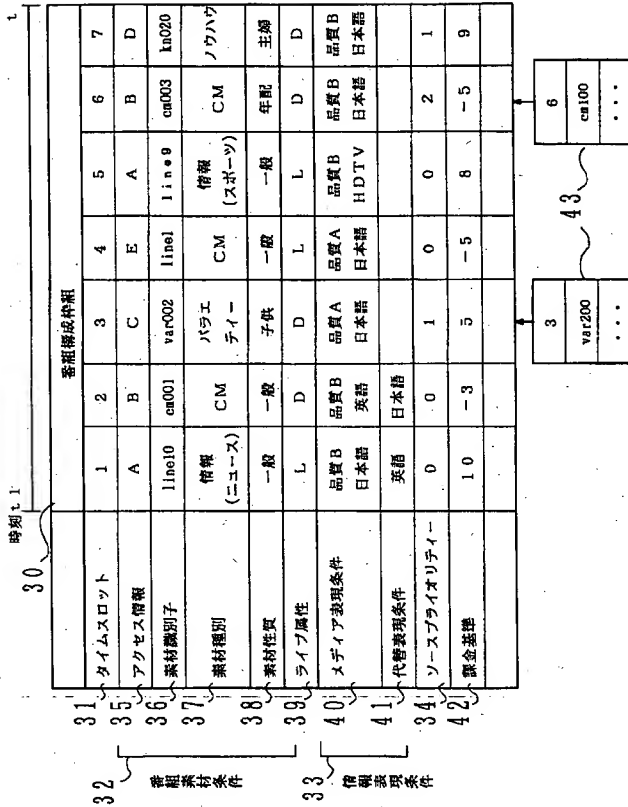 時刻 t1
t
30
番組構成枠組
31 タイムスロット 1 2 3 4 5 6 7
35 アクセス情報 A B C E A B D
36 素材識別子 line10 cm001 var002 line1 line9 cm003 kn020
37 素材種別 情報(ニュース) CM バラエティー CM 情報(スポーツ) CM ノウハウ
38 素材性質 一般 一般 子供 一般 一般 年配 主婦
39 ライブ属性 L D D L L D D
40 メディア表現条件 品質B日本語 品質B英語 品質A日本語 品質A日本語 品質BHDTV 品質B日本語 品質B日本語
41 代替表現条件 英語 日本語
34 ソースプライオリティー 0 0 1 0 0 2 1
42 課金基準 10 -3 5 -5 8 -5 9
32 番組素材条件
33 情報表現条件
3
var200
...
43
6
cm100
...